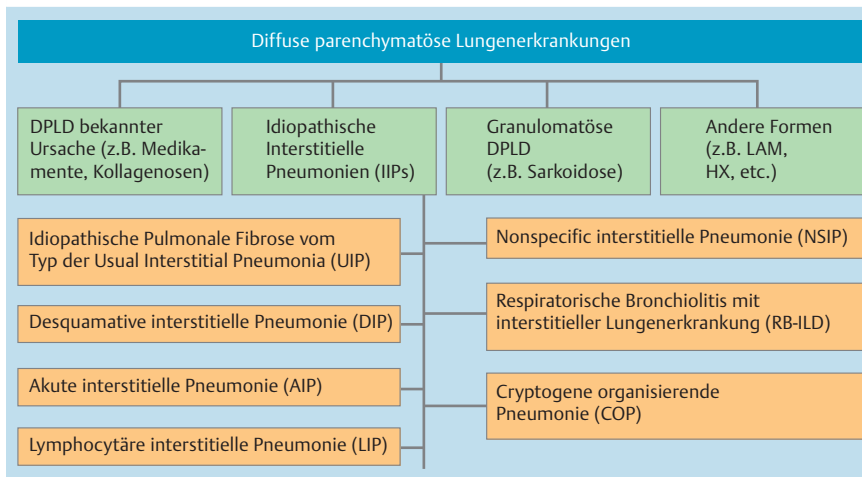 Diffuse parenchymatöse Lungenerkrankungen
DPLD bekannter
Ursache (z.B. Medika-
mente, Kollagenosen)
Idiopathische
Interstitielle
Pneumonien (IIPs)
Granulomatöse
DPLD
(z.B. Sarkoidose)
Andere Formen
(z.B. LAM,
HX, etc.)
Idiopathische Pulmonale Fibrose vom
Typ der Usual Interstitial Pneumonia (UIP)
Desquamative interstitielle Pneumonie (DIP)
Akute interstitielle Pneumonie (AIP)
Lymphocytäre interstitielle Pneumonie (LIP)
Nonspecific interstitielle Pneumonie (NSIP)
Respiratorische Bronchiolitis mit
interstitieller Lungenerkrankung (RB-ILD)
Cryptogene organisierende
Pneumonie (COP)